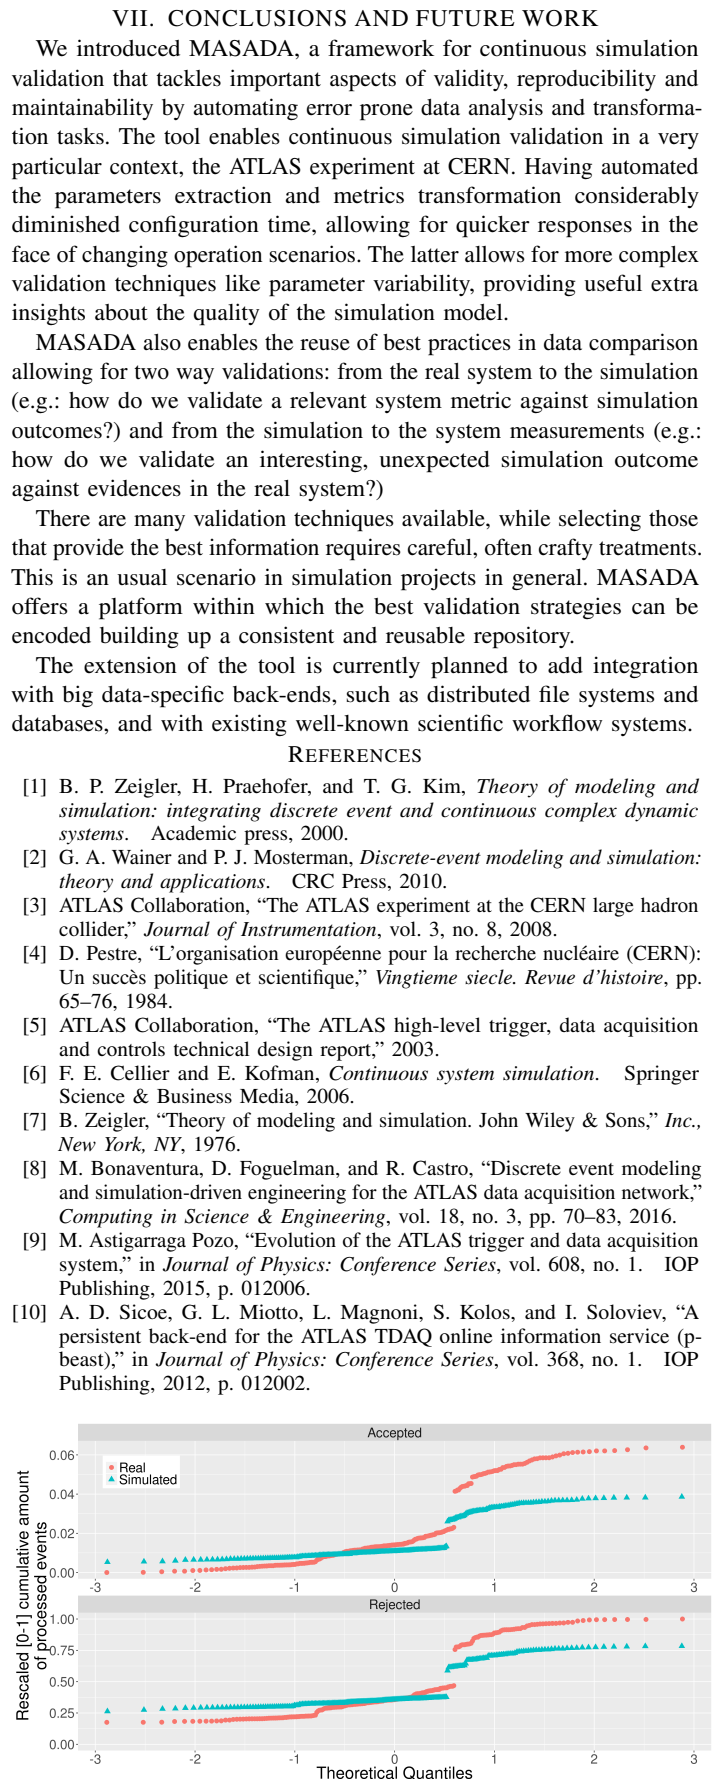 VII. CONCLUSIONS AND FUTURE WORK
We introduced MASADA, a framework for continuous simulation
validation that tackles important aspects of validity, reproducibility and
maintainability by automating error prone data analysis and transforma-
tion tasks. The tool enables continuous simulation validation in a very
particular context, the ATLAS experiment at CERN. Having automated
the parameters extraction and metrics transformation considerably
diminished configuration time, allowing for quicker responses in the
face of changing operation scenarios. The latter allows for more complex
validation techniques like parameter variability, providing useful extra
insights about the quality of the simulation model.
MASADA also enables the reuse of best practices in data comparison
allowing for two way validations: from the real system to the simulation
(e.g.: how do we validate a relevant system metric against simulation
outcomes?) and from the simulation to the system measurements (e.g.:
how do we validate an interesting, unexpected simulation outcome
against evidences in the real system?)
There are many validation techniques available, while selecting those
that provide the best information requires careful, often crafty treatments.
This is an usual scenario in simulation projects in general. MASADA
offers a platform within which the best validation strategies can be
encoded building up a consistent and reusable repository.
The extension of the tool is currently planned to add integration
with big data-specific back-ends, such as distributed file systems and
databases, and with existing well-known scientific workflow systems.
REFERENCES
[1] B. P. Zeigler, H. Praehofer, and T. G. Kim, Theory of modeling and
simulation: integrating discrete event and continuous complex dynamic
systems. Academic press, 2000.
[2] G. A. Wainer and P. J. Mosterman, Discrete-event modeling and simulation:
theory and applications. CRC Press, 2010.
[3] ATLAS Collaboration, “The ATLAS experiment at the CERN large hadron
collider,” Journal of Instrumentation, vol. 3, no. 8, 2008.
[4] D. Pestre, “L’organisation européenne pour la recherche nucléaire (CERN):
Un succès politique et scientifique,” Vingtieme siecle. Revue d’histoire, pp.
65–76, 1984.
[5] ATLAS Collaboration, “The ATLAS high-level trigger, data acquisition
and controls technical design report,” 2003.
[6] F. E. Cellier and E. Kofman, Continuous system simulation. Springer
Science & Business Media, 2006.
[7] B. Zeigler, “Theory of modeling and simulation. John Wiley & Sons,” Inc.,
New York, NY, 1976.
[8] M. Bonaventura, D. Foguelman, and R. Castro, “Discrete event modeling
and simulation-driven engineering for the ATLAS data acquisition network,”
Computing in Science & Engineering, vol. 18, no. 3, pp. 70–83, 2016.
[9] M. Astigarraga Pozo, “Evolution of the ATLAS trigger and data acquisition
system,” in Journal of Physics: Conference Series, vol. 608, no. 1. IOP
Publishing, 2015, p. 012006.
[10] A. D. Sicoe, G. L. Miotto, L. Magnoni, S. Kolos, and I. Soloviev, “A
persistent back-end for the ATLAS TDAQ online information service (p-
beast),” in Journal of Physics: Conference Series, vol. 368, no. 1. IOP
Publishing, 2012, p. 012002.
Rescaled [0-1] cumulative amount
of processed events
Accepted
Real
Simulated
0.06
0.04
0.02
0.00
-3 -2 -1 0 1 2 3
Rejected
1.00
0.75
0.50
0.25
0.00
-3 -2 -1 0 1 2 3
Theoretical Quantiles